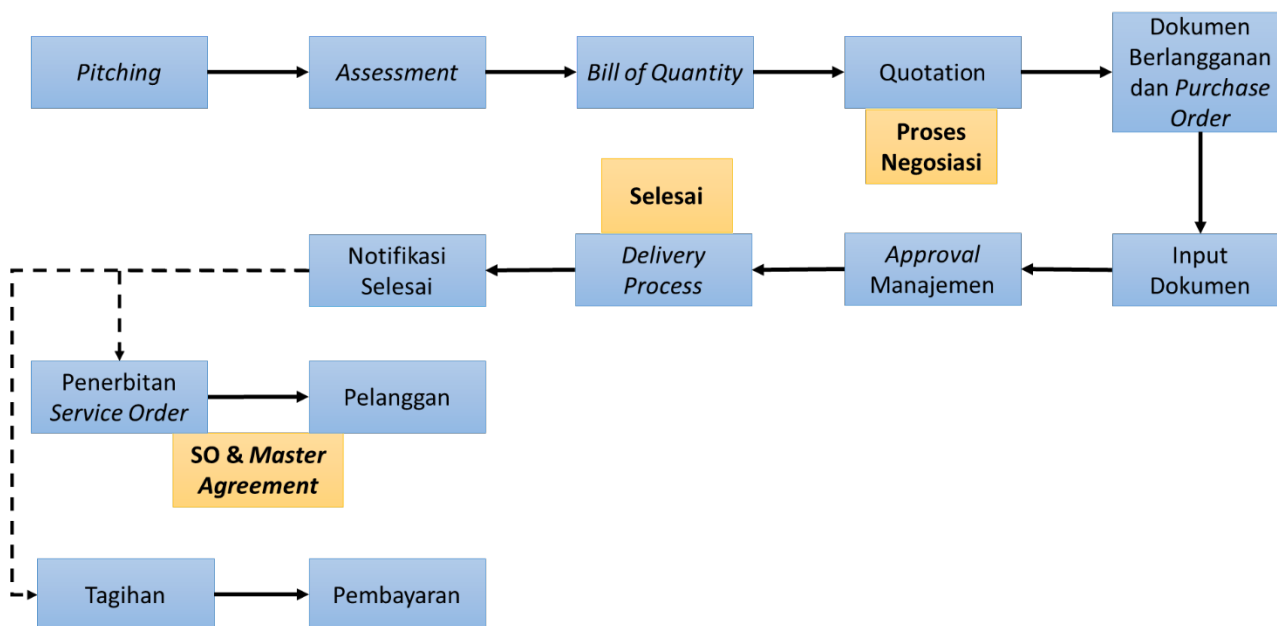 Pitching
Assessment
Bill of Quantity
Quotation
Dokumen
Berlangganan
dan Purchase
Order
Proses
Negosiasi
Selesai
Notifikasi
Selesai
Delivery
Process
Approval
Manajemen
Input
Dokumen
Penerbitan
Service Order
Pelanggan
SO & Master
Agreement
Tagihan
Pembayaran